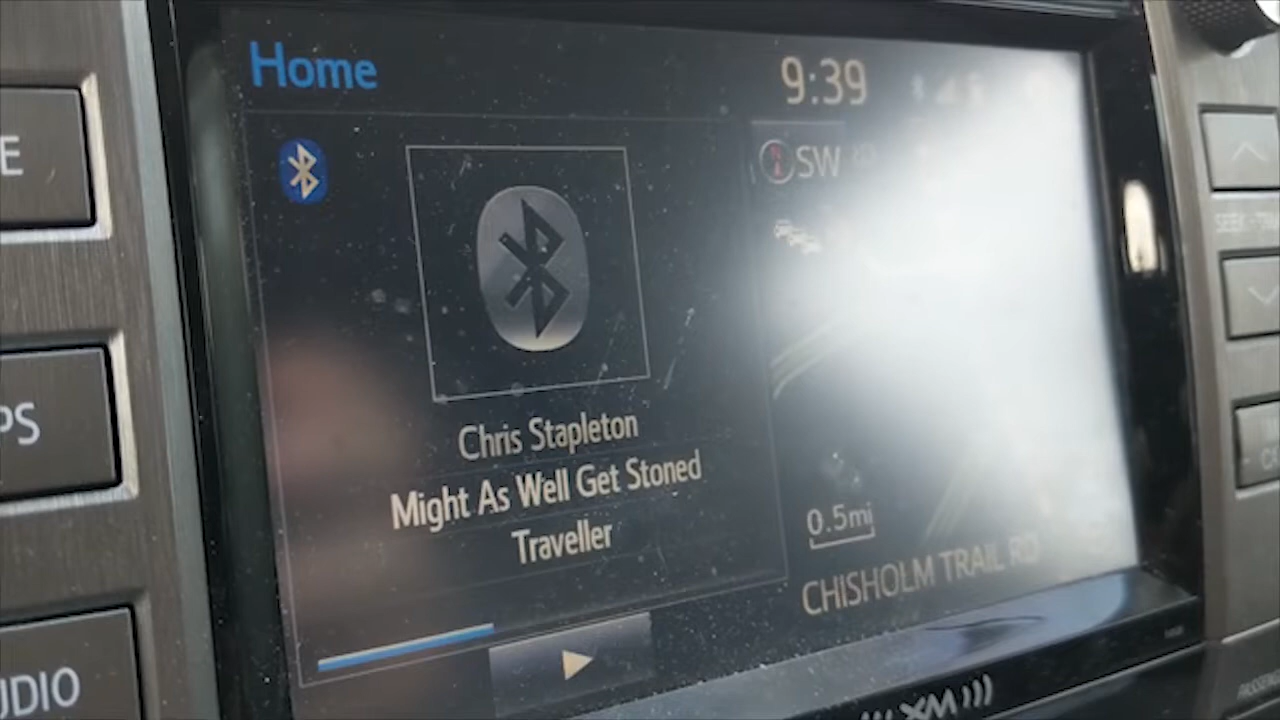 Home
9:39
SW
Chris Stapleton
Might As Well Get Stoned
Traveller
0.5mi
CHISHOLM TRAIL RD
XM
E
PS
UDIO
SEEK